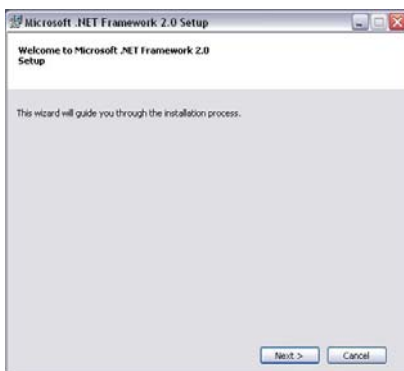 Microsoft .NET Framework 2.0 Setup
Welcome to Microsoft .NET Framework 2.0
Setup
This wizard will guide you through the installation process.
Next >
Cancel